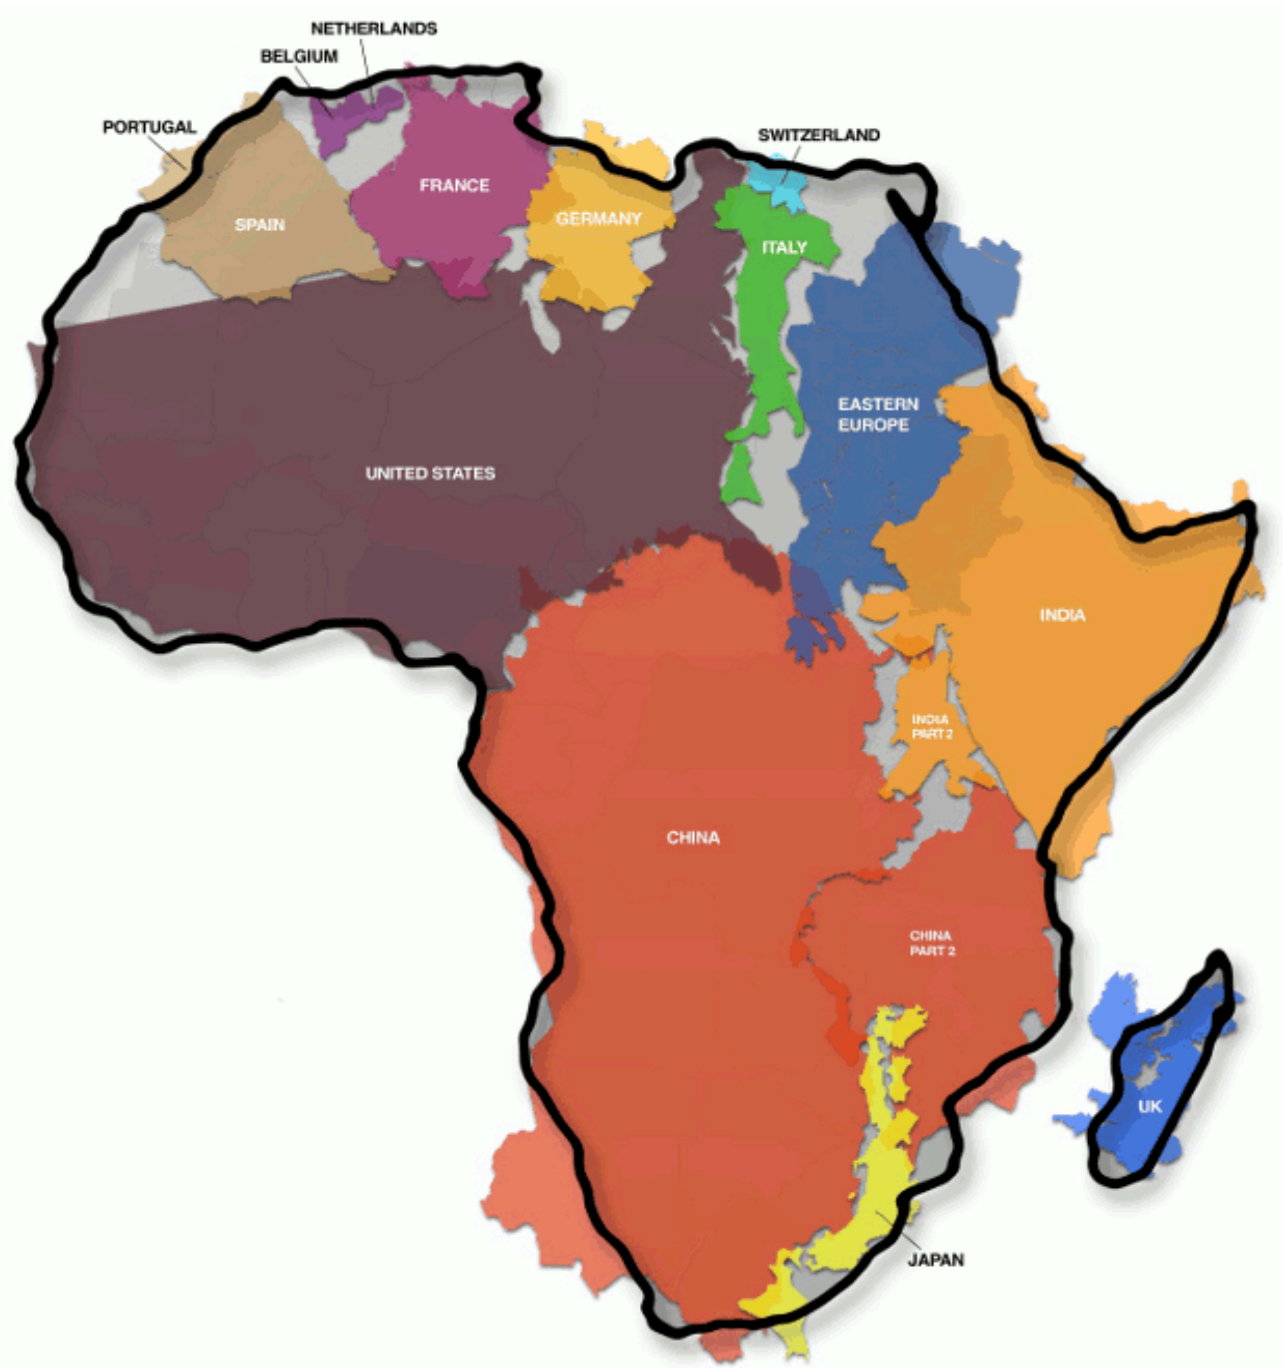 NETHERLANDS
BELGIUM
PORTUGAL
SWITZERLAND
FRANCE
SPAIN
GERMANY
ITALY
EASTERN
EUROPE
UNITED STATES
INDIA
INDIA
PART 2
CHINA
CHINA
PART 2
UK
JAPAN